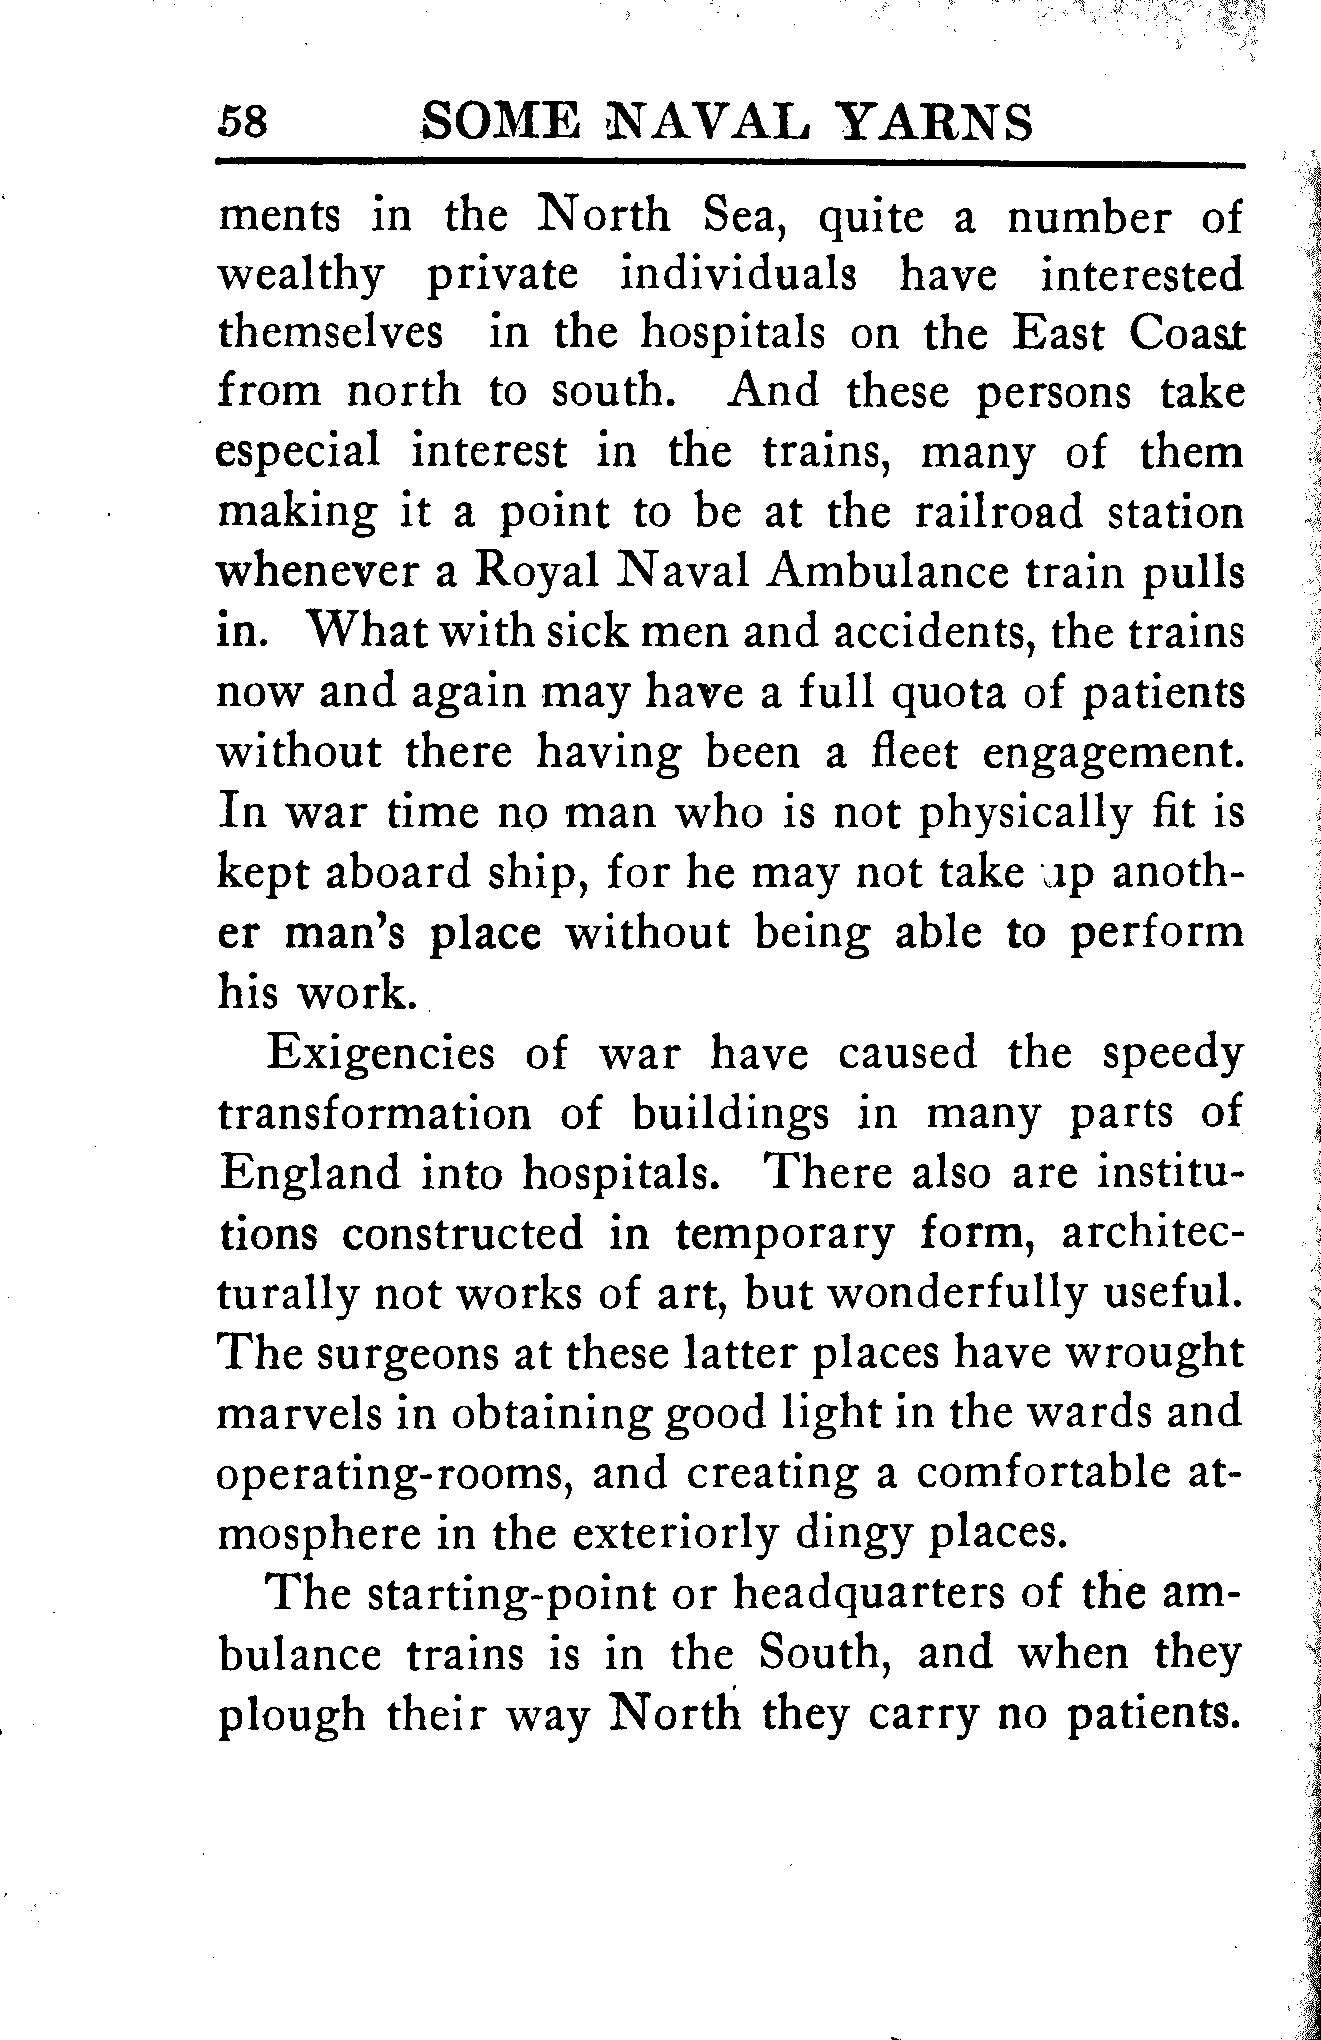 58 SOME NAVAL YARNS
ments in the North Sea, quite a number of
wealthy private individuals have interested
themselves in the hospitals on the East Coast
from north to south. And these persons take
especial interest in the trains, many of them
making it a point to be at the railroad station
whenever a Royal Naval Ambulance train pulls
in. What with sick men and accidents, the trains
now and again may have a full quota of patients
without there having been a fleet engagement.
In war time no man who is not physically fit is
kept aboard ship, for he may not take up anoth-
er man's place without being able to perform
his work.
Exigencies of war have caused the speedy
transformation of buildings in many parts of
England into hospitals. There also are institu-
tions constructed in temporary form, architec-
turally not works of art, but wonderfully useful.
The surgeons at these latter places have wrought
marvels in obtaining good light in the wards and
operating-rooms, and creating a comfortable at-
mosphere in the exteriorly dingy places.
The starting-point or headquarters of the am-
bulance trains is in the South, and when they
plough their way North they carry no patients.